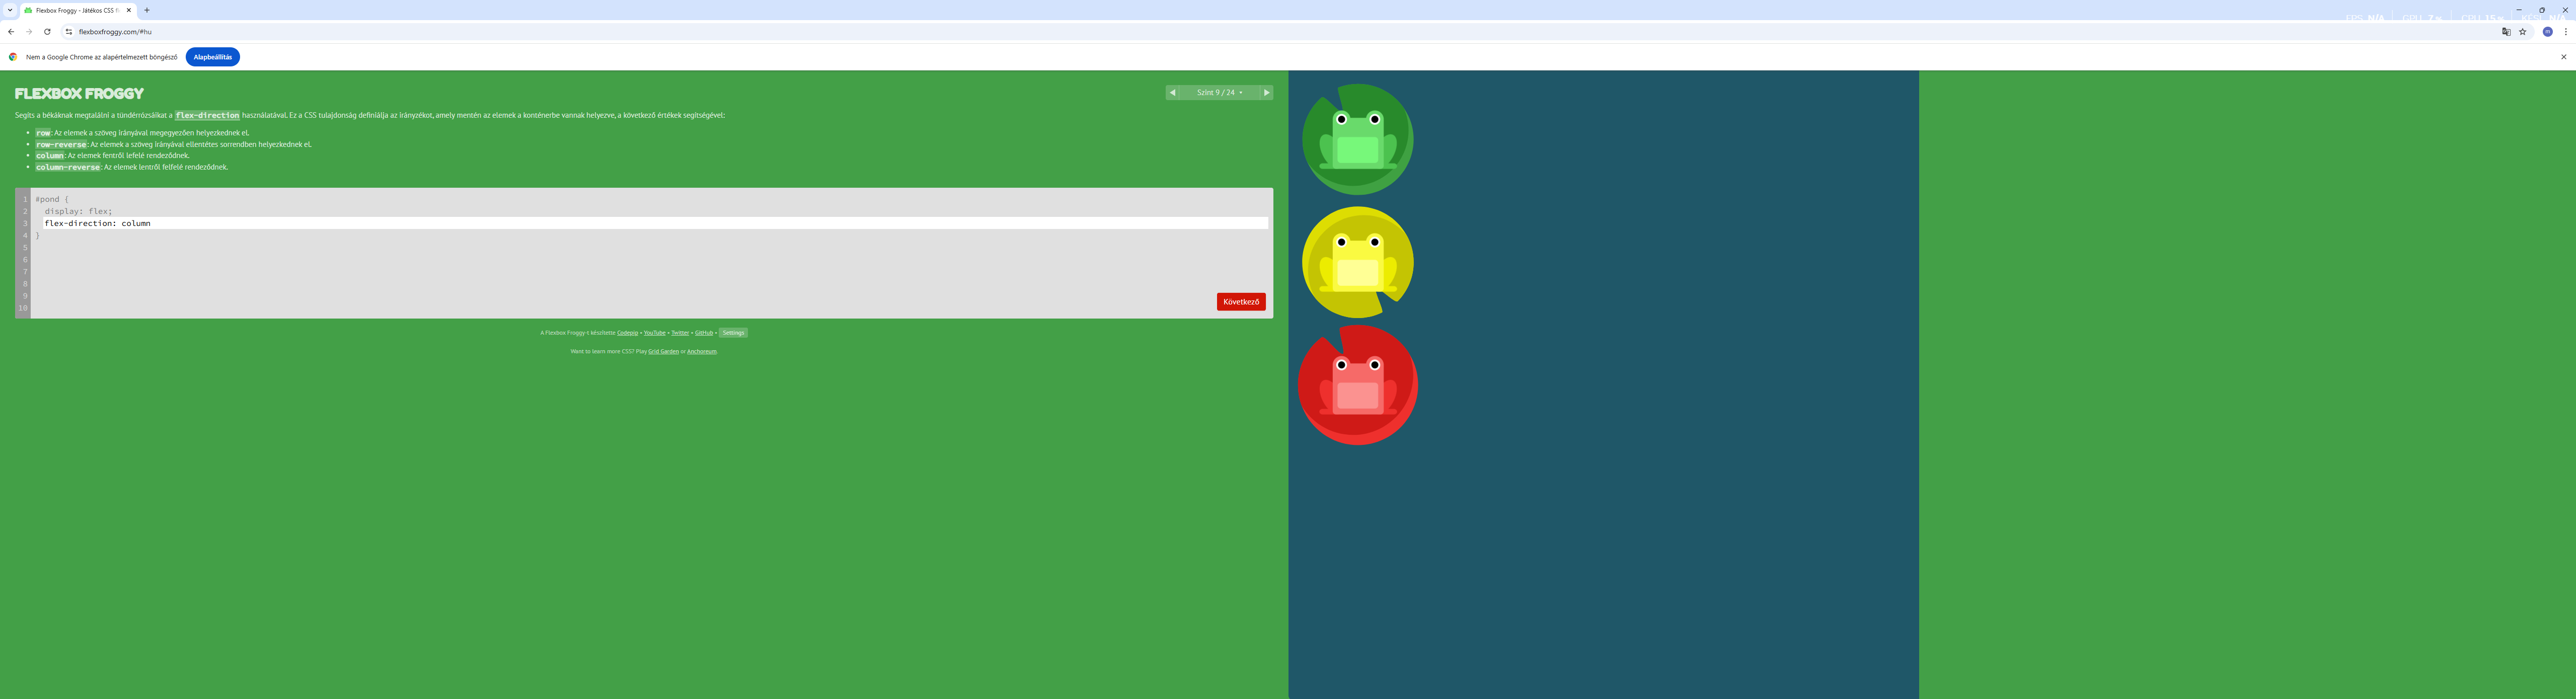 Flexbox Froggy - Játékos CSS f
flexboxfroggy.com/#hu
Nem a Google Chrome az alapértelmezett böngésző
Alapbeállítás
FLEXBOX FROGGY
Szint 9 / 24
Segíts a békáknak megtalálni a tündérrózsáikat a flex-direction használatával. Ez a CSS tulajdonság definiálja az irányzékot, amely mentén az elemek a konténerbe vannak helyezve, a következő értékek segítségével:
• row: Az elemek a szöveg irányával megegyezően helyezkednek el.
• row-reverse: Az elemek a szöveg irányával ellentétes sorrendben helyezkednek el.
• column: Az elemek fentről lefelé rendeződnek.
• column-reverse: Az elemek lentről felfelé rendeződnek.
1 #pond {
2 display: flex;
3 flex-direction: column
4 }
5
6
7
8
9
10
Következő
A Flexbox Froggy-t készítette Codepip • YouTube • Twitter • GitHub • Settings
Want to learn more CSS? Play Grid Garden or Anchoreum.